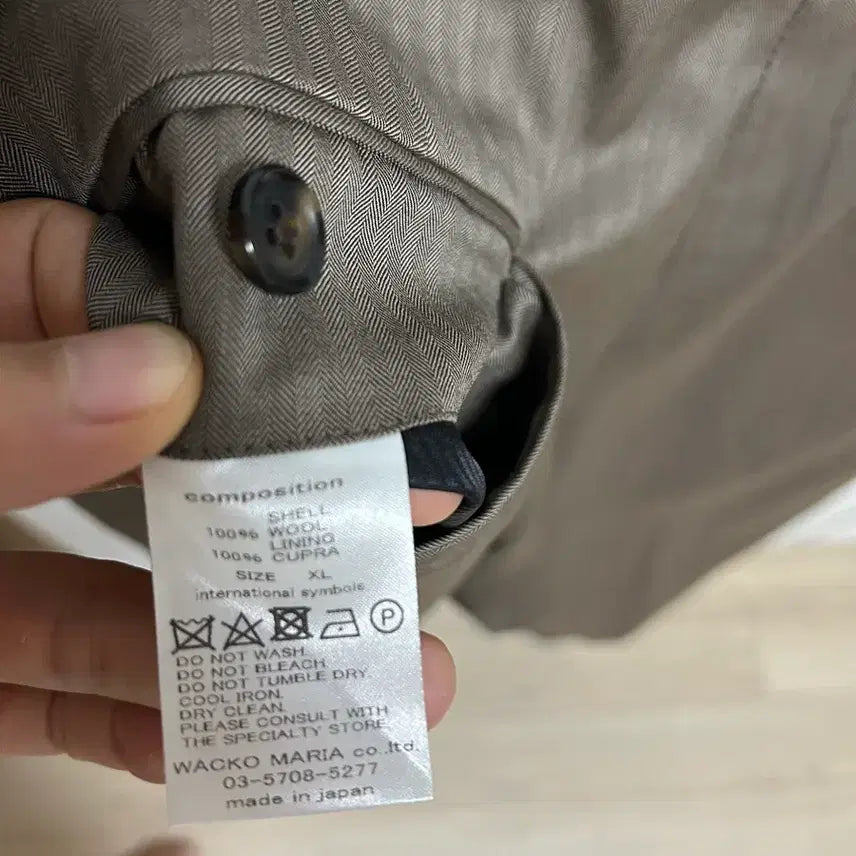 composition
SHELL
100% WOOL
LINING
100% CUPRA
SIZE XL
international symbols
P
DO NOT WASH.
DO NOT BLEACH.
DO NOT TUMBLE DRY.
COOL IRON.
DRY CLEAN.
PLEASE CONSULT WITH
THE SPECIALTY STORE.
WACKO MARIA co.,ltd.
03-5708-5277
made in japan